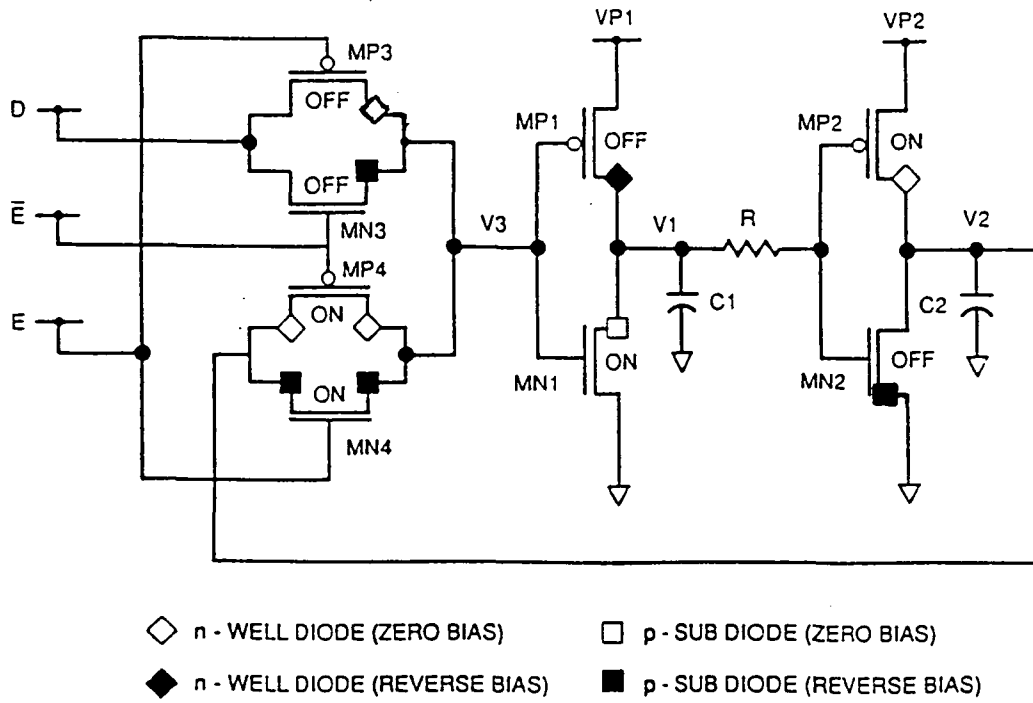 VP1
VP2
MP3
OFF
D
MP1
OFF
MP2
ON
OFF
E̅
MN3
V3
V1
R
V2
MP4
ON
C1
C2
E
ON
MN1
ON
MN2
OFF
MN4
n - WELL DIODE (ZERO BIAS)
p - SUB DIODE (ZERO BIAS)
n - WELL DIODE (REVERSE BIAS)
p - SUB DIODE (REVERSE BIAS)